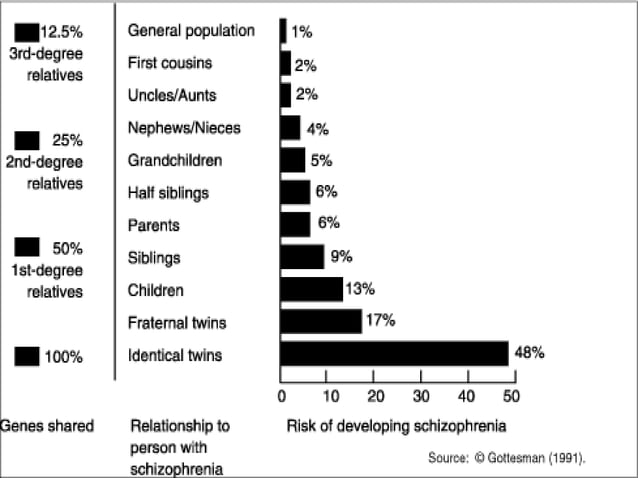 12.5%
3rd-degree
relatives
25%
2nd-degree
relatives
50%
1st-degree
relatives
100%
Genes shared
General population 1%
First cousins 2%
Uncles/Aunts 2%
Nephews/Nieces 4%
Grandchildren 5%
Half siblings 6%
Parents 6%
Siblings 9%
Children 13%
Fraternal twins 17%
Identical twins 48%
0 10 20 30 40 50
Relationship to
person with
schizophrenia
Risk of developing schizophrenia
Source: © Gottesman (1991).